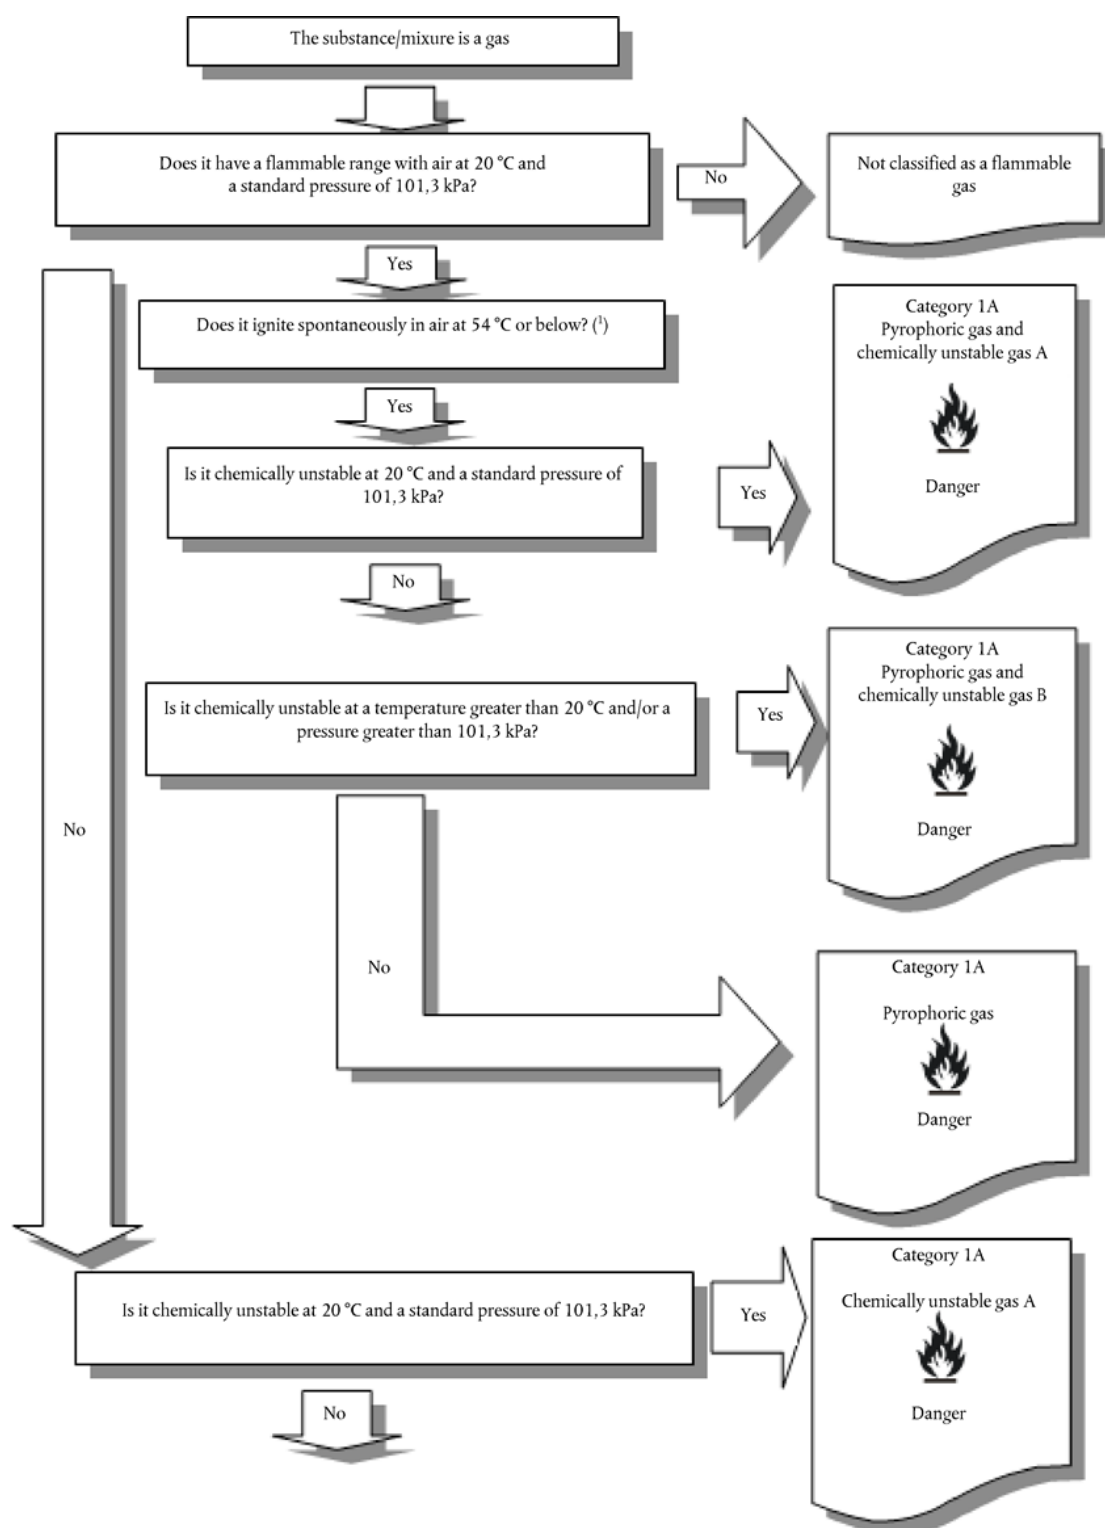 The substance/mixure is a gas
Does it have a flammable range with air at 20 °C and
a standard pressure of 101,3 kPa?
No
Not classified as a flammable
gas
Yes
Does it ignite spontaneously in air at 54 °C or below? (¹)
Category 1A
Pyrophoric gas and
chemically unstable gas A
Danger
Yes
Is it chemically unstable at 20 °C and a standard pressure of
101,3 kPa?
Yes
No
Category 1A
Pyrophoric gas and
chemically unstable gas B
Danger
Is it chemically unstable at a temperature greater than 20 °C and/or a
pressure greater than 101,3 kPa?
Yes
No
No
Category 1A
Pyrophoric gas
Danger
Is it chemically unstable at 20 °C and a standard pressure of 101,3 kPa?
Yes
Category 1A
Chemically unstable gas A
Danger
No